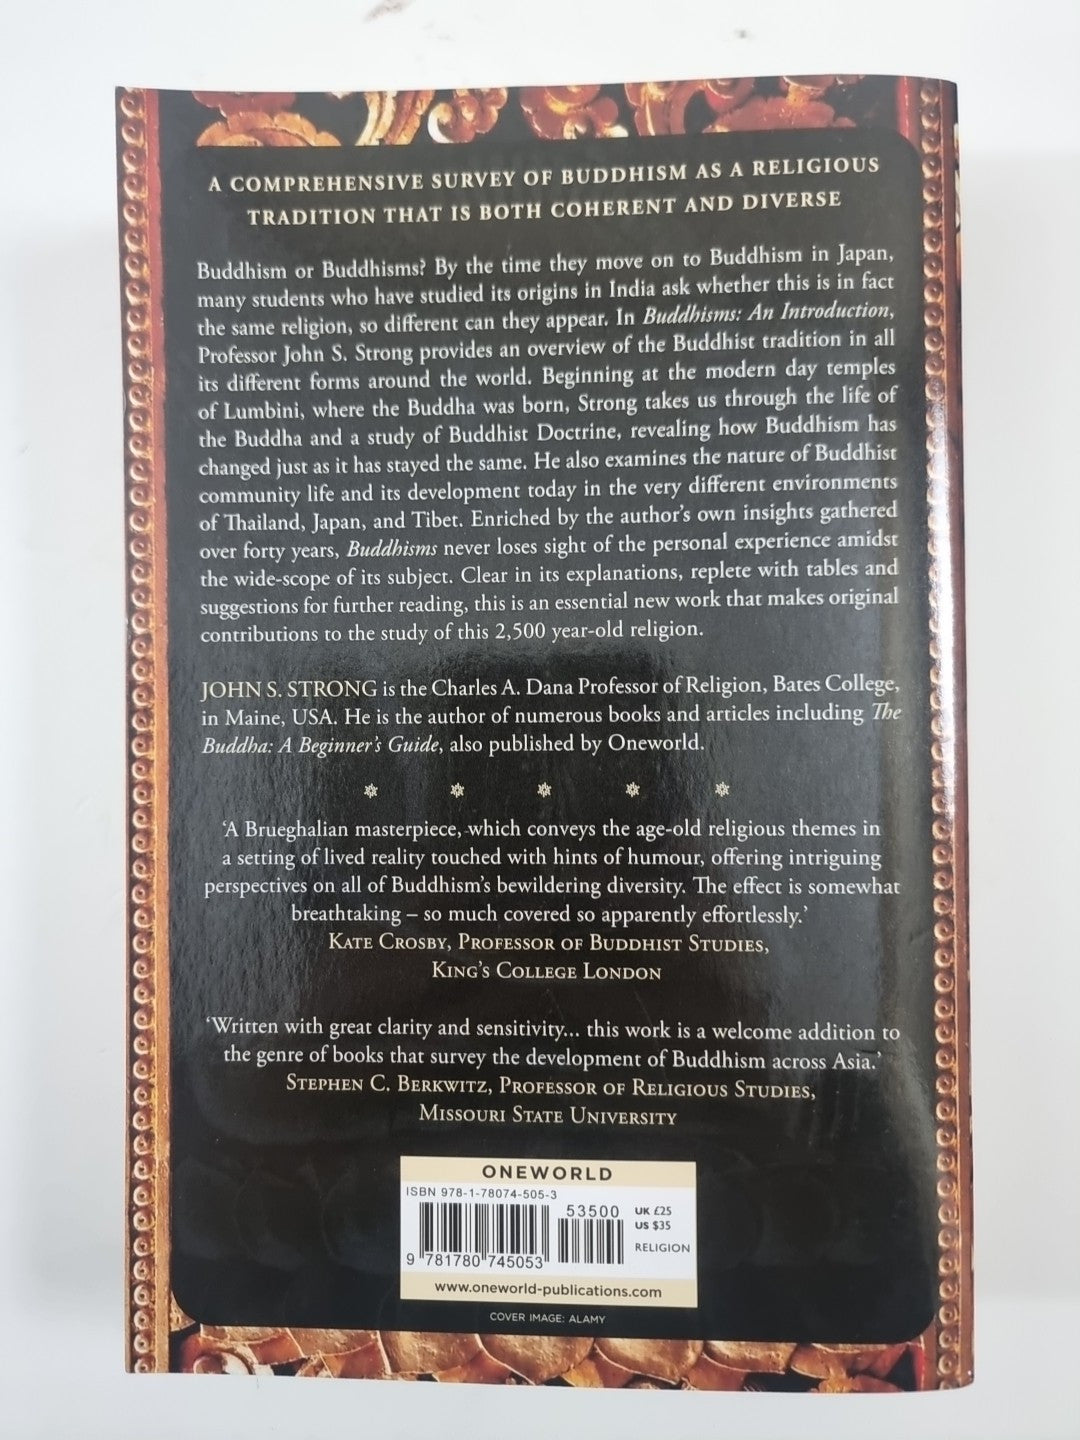 A COMPREHENSIVE SURVEY OF BUDDHISM AS A RELIGIOUS
TRADITION THAT IS BOTH COHERENT AND DIVERSE
Buddhism or Buddhisms? By the time they move on to Buddhism in Japan,
many students who have studied its origins in India ask whether this is in fact
the same religion, so different can they appear. In Buddhisms: An Introduction,
Professor John S. Strong provides an overview of the Buddhist tradition in all
its different forms around the world. Beginning at the modern day temples
of Lumbini, where the Buddha was born, Strong takes us through the life of
the Buddha and a study of Buddhist Doctrine, revealing how Buddhism has
changed just as it has stayed the same. He also examines the nature of Buddhist
community life and its development today in the very different environments
of Thailand, Japan, and Tibet. Enriched by the author's own insights gathered
over forty years, Buddhisms never loses sight of the personal experience amidst
the wide-scope of its subject. Clear in its explanations, replete with tables and
suggestions for further reading, this is an essential new work that makes original
contributions to the study of this 2,500 year-old religion.
JOHN S. STRONG is the Charles A. Dana Professor of Religion, Bates College,
in Maine, USA. He is the author of numerous books and articles including The
Buddha: A Beginner's Guide, also published by Oneworld.
'A Brueghalian masterpiece, which conveys the age-old religious themes in
a setting of lived reality touched with hints of humour, offering intriguing
perspectives on all of Buddhism's bewildering diversity. The effect is somewhat
breathtaking – so much covered so apparently effortlessly.'
KATE CROSBY, PROFESSOR OF BUDDHIST STUDIES,
KING'S COLLEGE LONDON
'Written with great clarity and sensitivity... this work is a welcome addition to
the genre of books that survey the development of Buddhism across Asia.'
STEPHEN C. BERKWITZ, PROFESSOR OF RELIGIOUS STUDIES,
MISSOURI STATE UNIVERSITY
ONEWORLD
ISBN 978-1-78074-505-3
53500
UK £25
US $35
RELIGION
9 781780 745053
www.oneworld-publications.com
COVER IMAGE: ALAMY